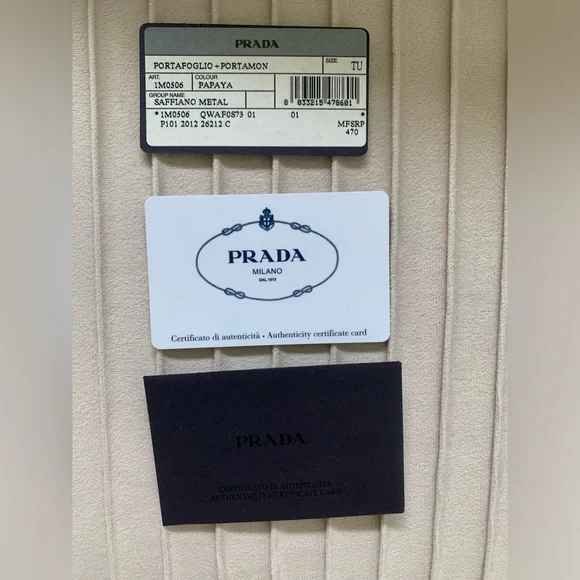 PRADA
PORTAFOGLIO+PORTAMON
SIZE
TU
ART.
1M0506
COLOUR
PAPAYA
GROUP NAME
SAFFIANO METAL
8 033215 478601
*1M0506 QWAF0S73 01 01 *
P101 2012 26212 C
MFSRP
470
PRADA
MILANO
DAL 1913
Certificato di autenticità • Authenticity certificate card
PRADA
CERTIFICATO DI AUTENTICITÀ
AUTHENTICITY CERTIFICATE CARD